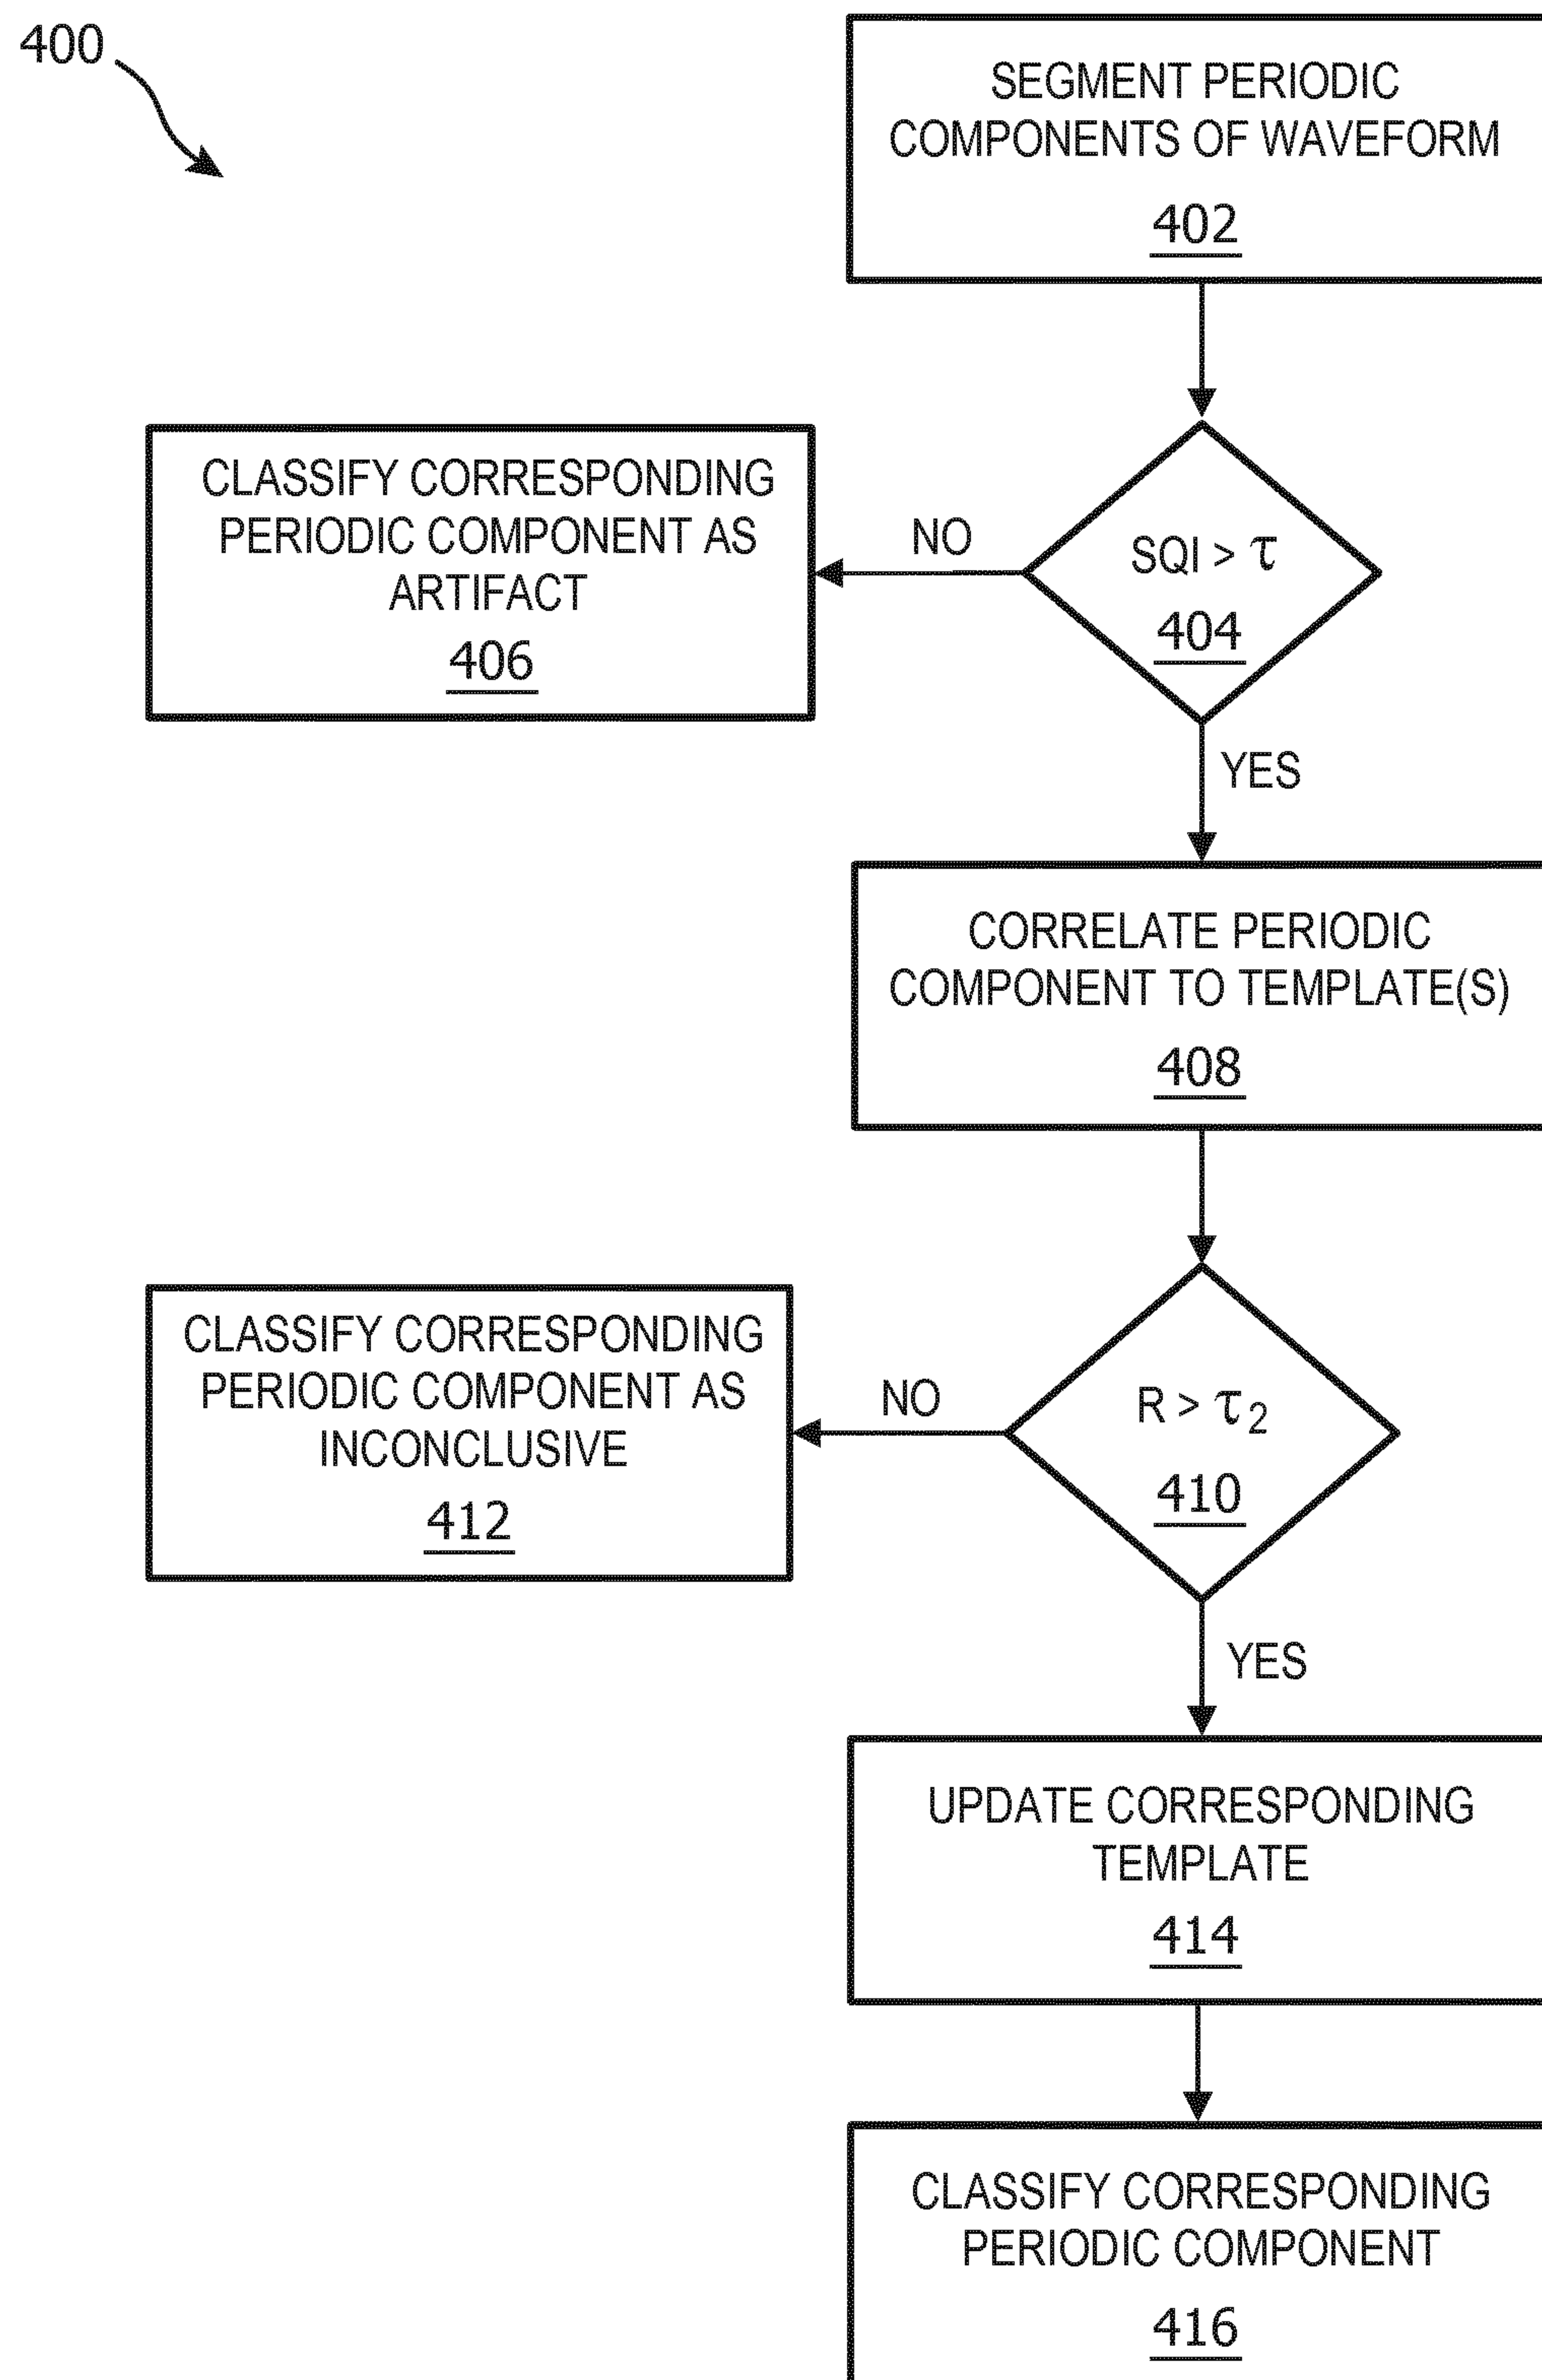 400
SEGMENT PERIODIC
COMPONENTS OF WAVEFORM
402
CLASSIFY CORRESPONDING
PERIODIC COMPONENT AS
ARTIFACT
406
NO
SQI > τ
404
YES
CORRELATE PERIODIC
COMPONENT TO TEMPLATE(S)
408
CLASSIFY CORRESPONDING
PERIODIC COMPONENT AS
INCONCLUSIVE
412
NO
R > τ2
410
YES
UPDATE CORRESPONDING
TEMPLATE
414
CLASSIFY CORRESPONDING
PERIODIC COMPONENT
416